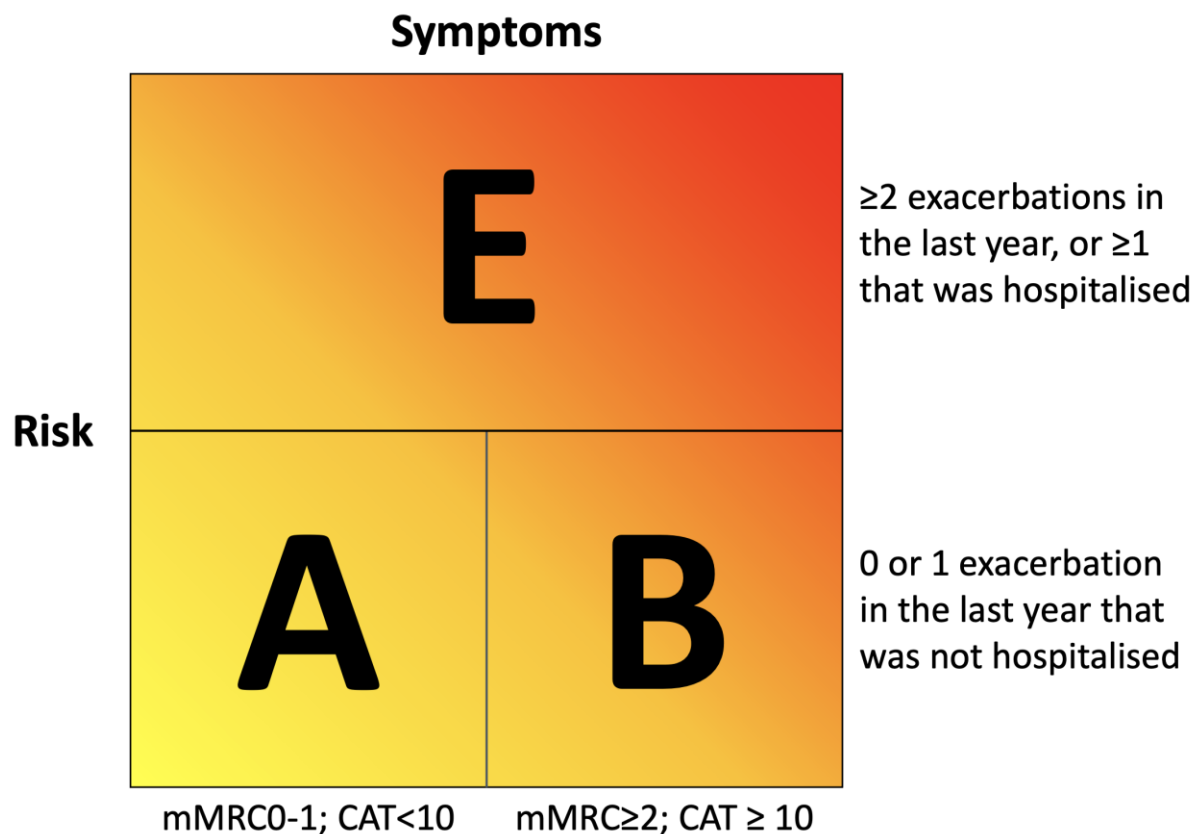 Symptoms
E
≥2 exacerbations in
the last year, or ≥1
that was hospitalised
Risk
A
B
0 or 1 exacerbation
in the last year that
was not hospitalised
mMRC0-1; CAT<10
mMRC≥2; CAT ≥ 10